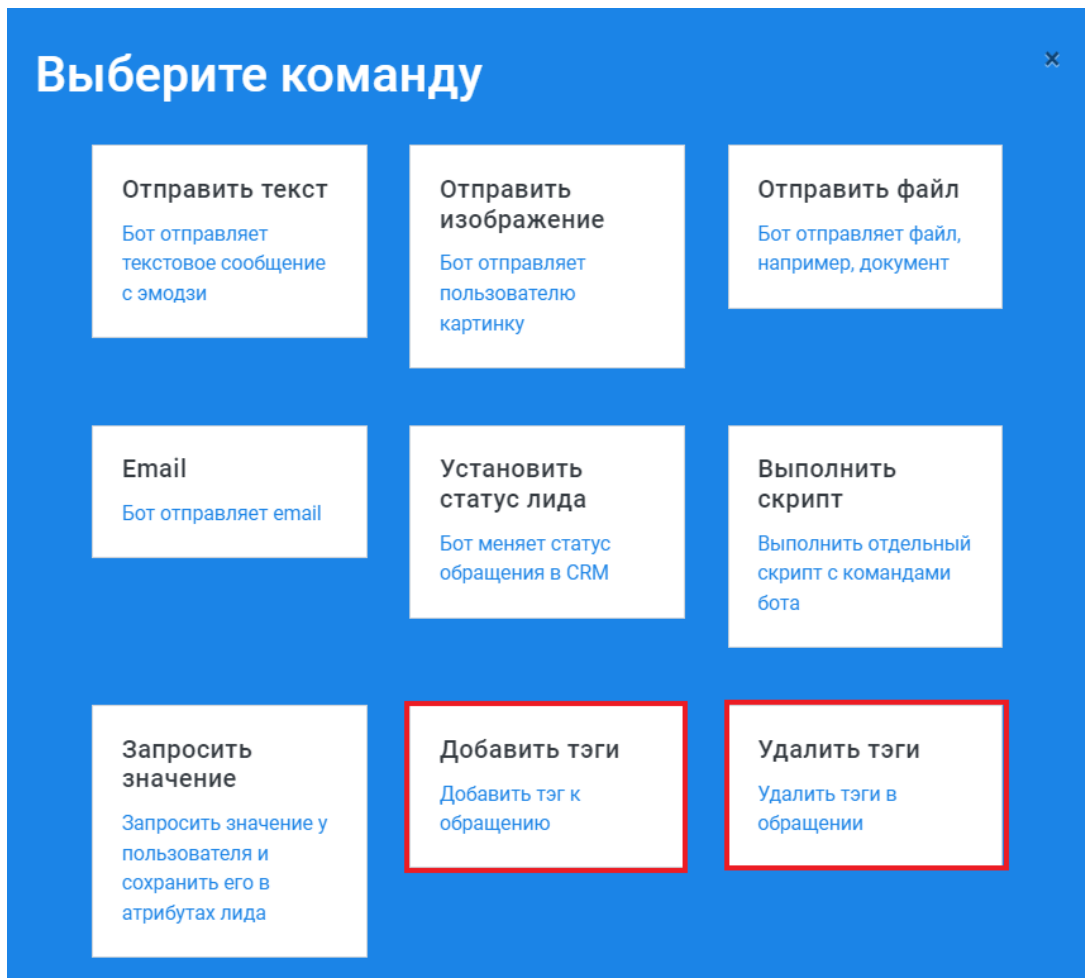 Выберите команду
×
Отправить текст
Бот отправляет
текстовое сообщение
с эмодзи
Отправить
изображение
Бот отправляет
пользователю
картинку
Отправить файл
Бот отправляет файл,
например, документ
Email
Бот отправляет email
Установить
статус лида
Бот меняет статус
обращения в CRM
Выполнить
скрипт
Выполнить отдельный
скрипт с командами
бота
Запросить
значение
Запросить значение у
пользователя и
сохранить его в
атрибутах лида
Добавить тэги
Добавить тэг к
обращению
Удалить тэги
Удалить тэги в
обращении